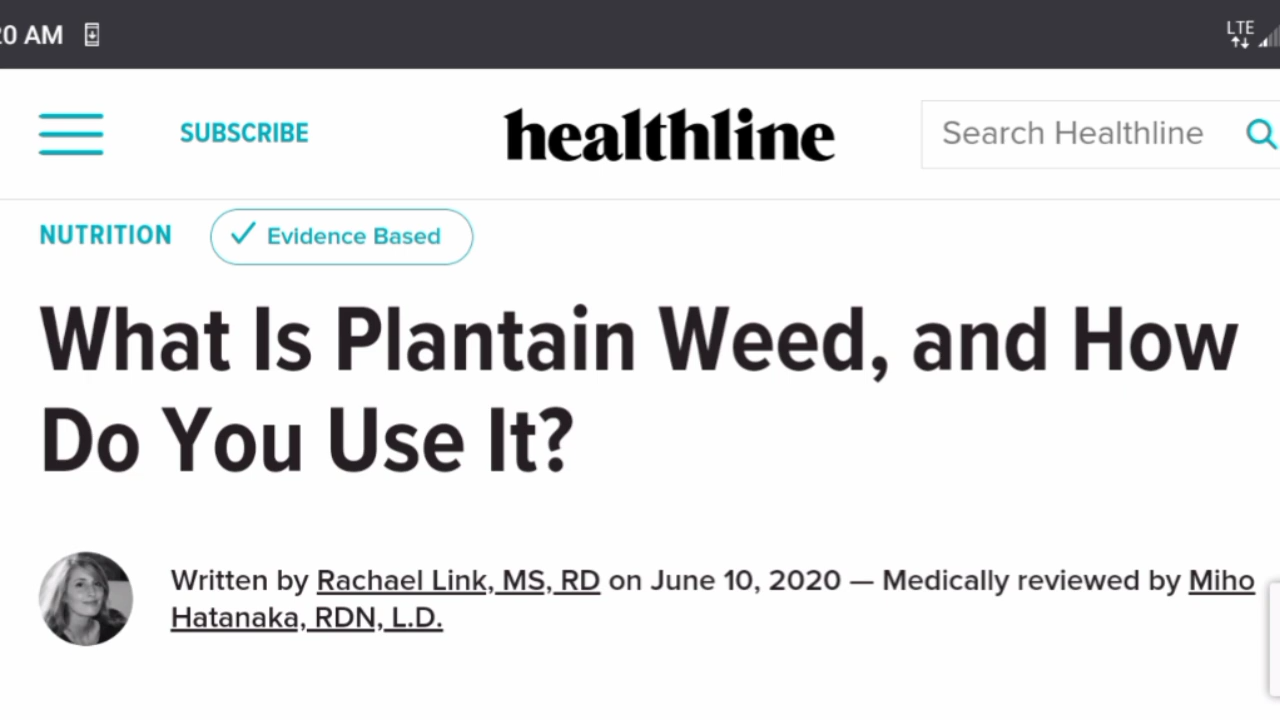 20 AM
LTE
SUBSCRIBE
healthline
Search Healthline
NUTRITION
Evidence Based
What Is Plantain Weed, and How
Do You Use It?
Written by Rachael Link, MS, RD on June 10, 2020 — Medically reviewed by Miho
Hatanaka, RDN, L.D.